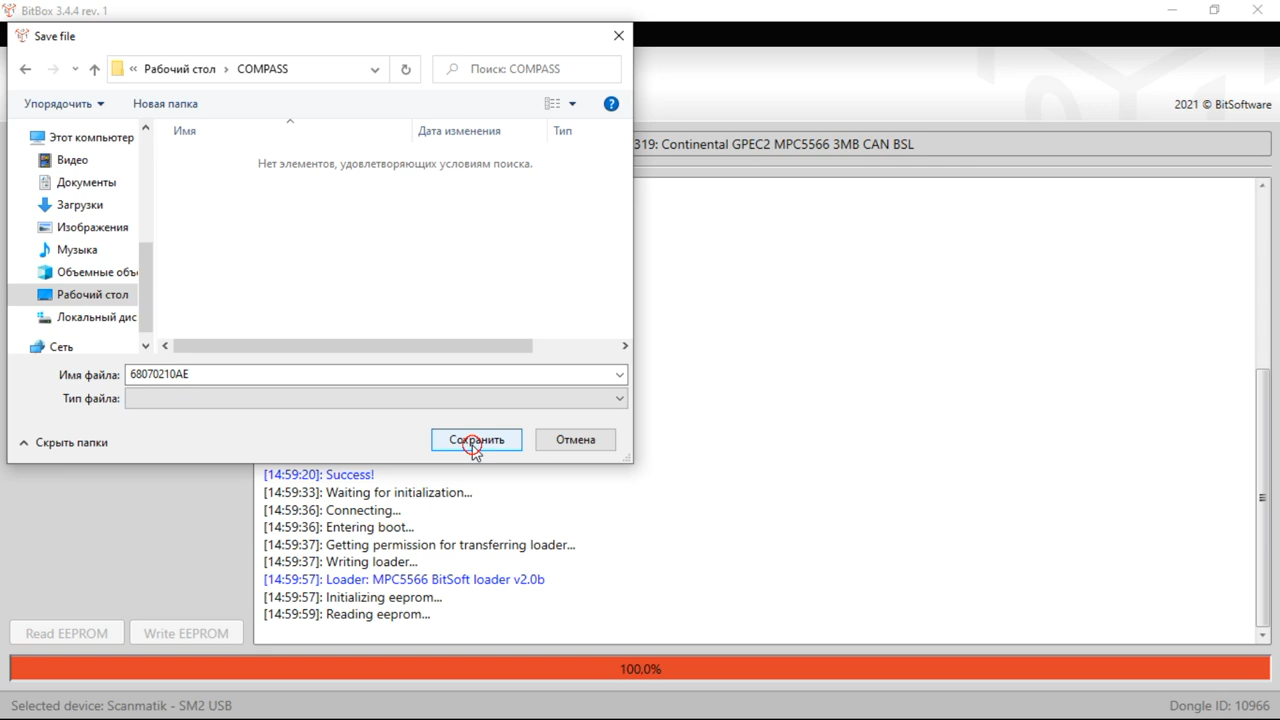 BitBox 3.4.4 rev. 1
Save file
« Рабочий стол › COMPASS
Поиск: COMPASS
Упорядочить
Новая папка
2021 © BitSoftware
Имя
Дата изменения
Тип
Этот компьютер
319: Continental GPEC2 MPC5566 3MB CAN BSL
Видео
Нет элементов, удовлетворяющих условиям поиска.
Документы
Загрузки
Изображения
Музыка
Объемные объ
Рабочий стол
Локальный дис
Сеть
Имя файла: 68070210AE
Тип файла:
Скрыть папки
Сохранить
Отмена
[14:59:20]: Success!
[14:59:33]: Waiting for initialization...
[14:59:36]: Connecting...
[14:59:36]: Entering boot...
[14:59:37]: Getting permission for transferring loader...
[14:59:37]: Writing loader...
[14:59:57]: Loader: MPC5566 BitSoft loader v2.0b
[14:59:57]: Initializing eeprom...
[14:59:59]: Reading eeprom...
Read EEPROM
Write EEPROM
100,0%
Selected device: Scanmatik - SM2 USB
Dongle ID: 10966